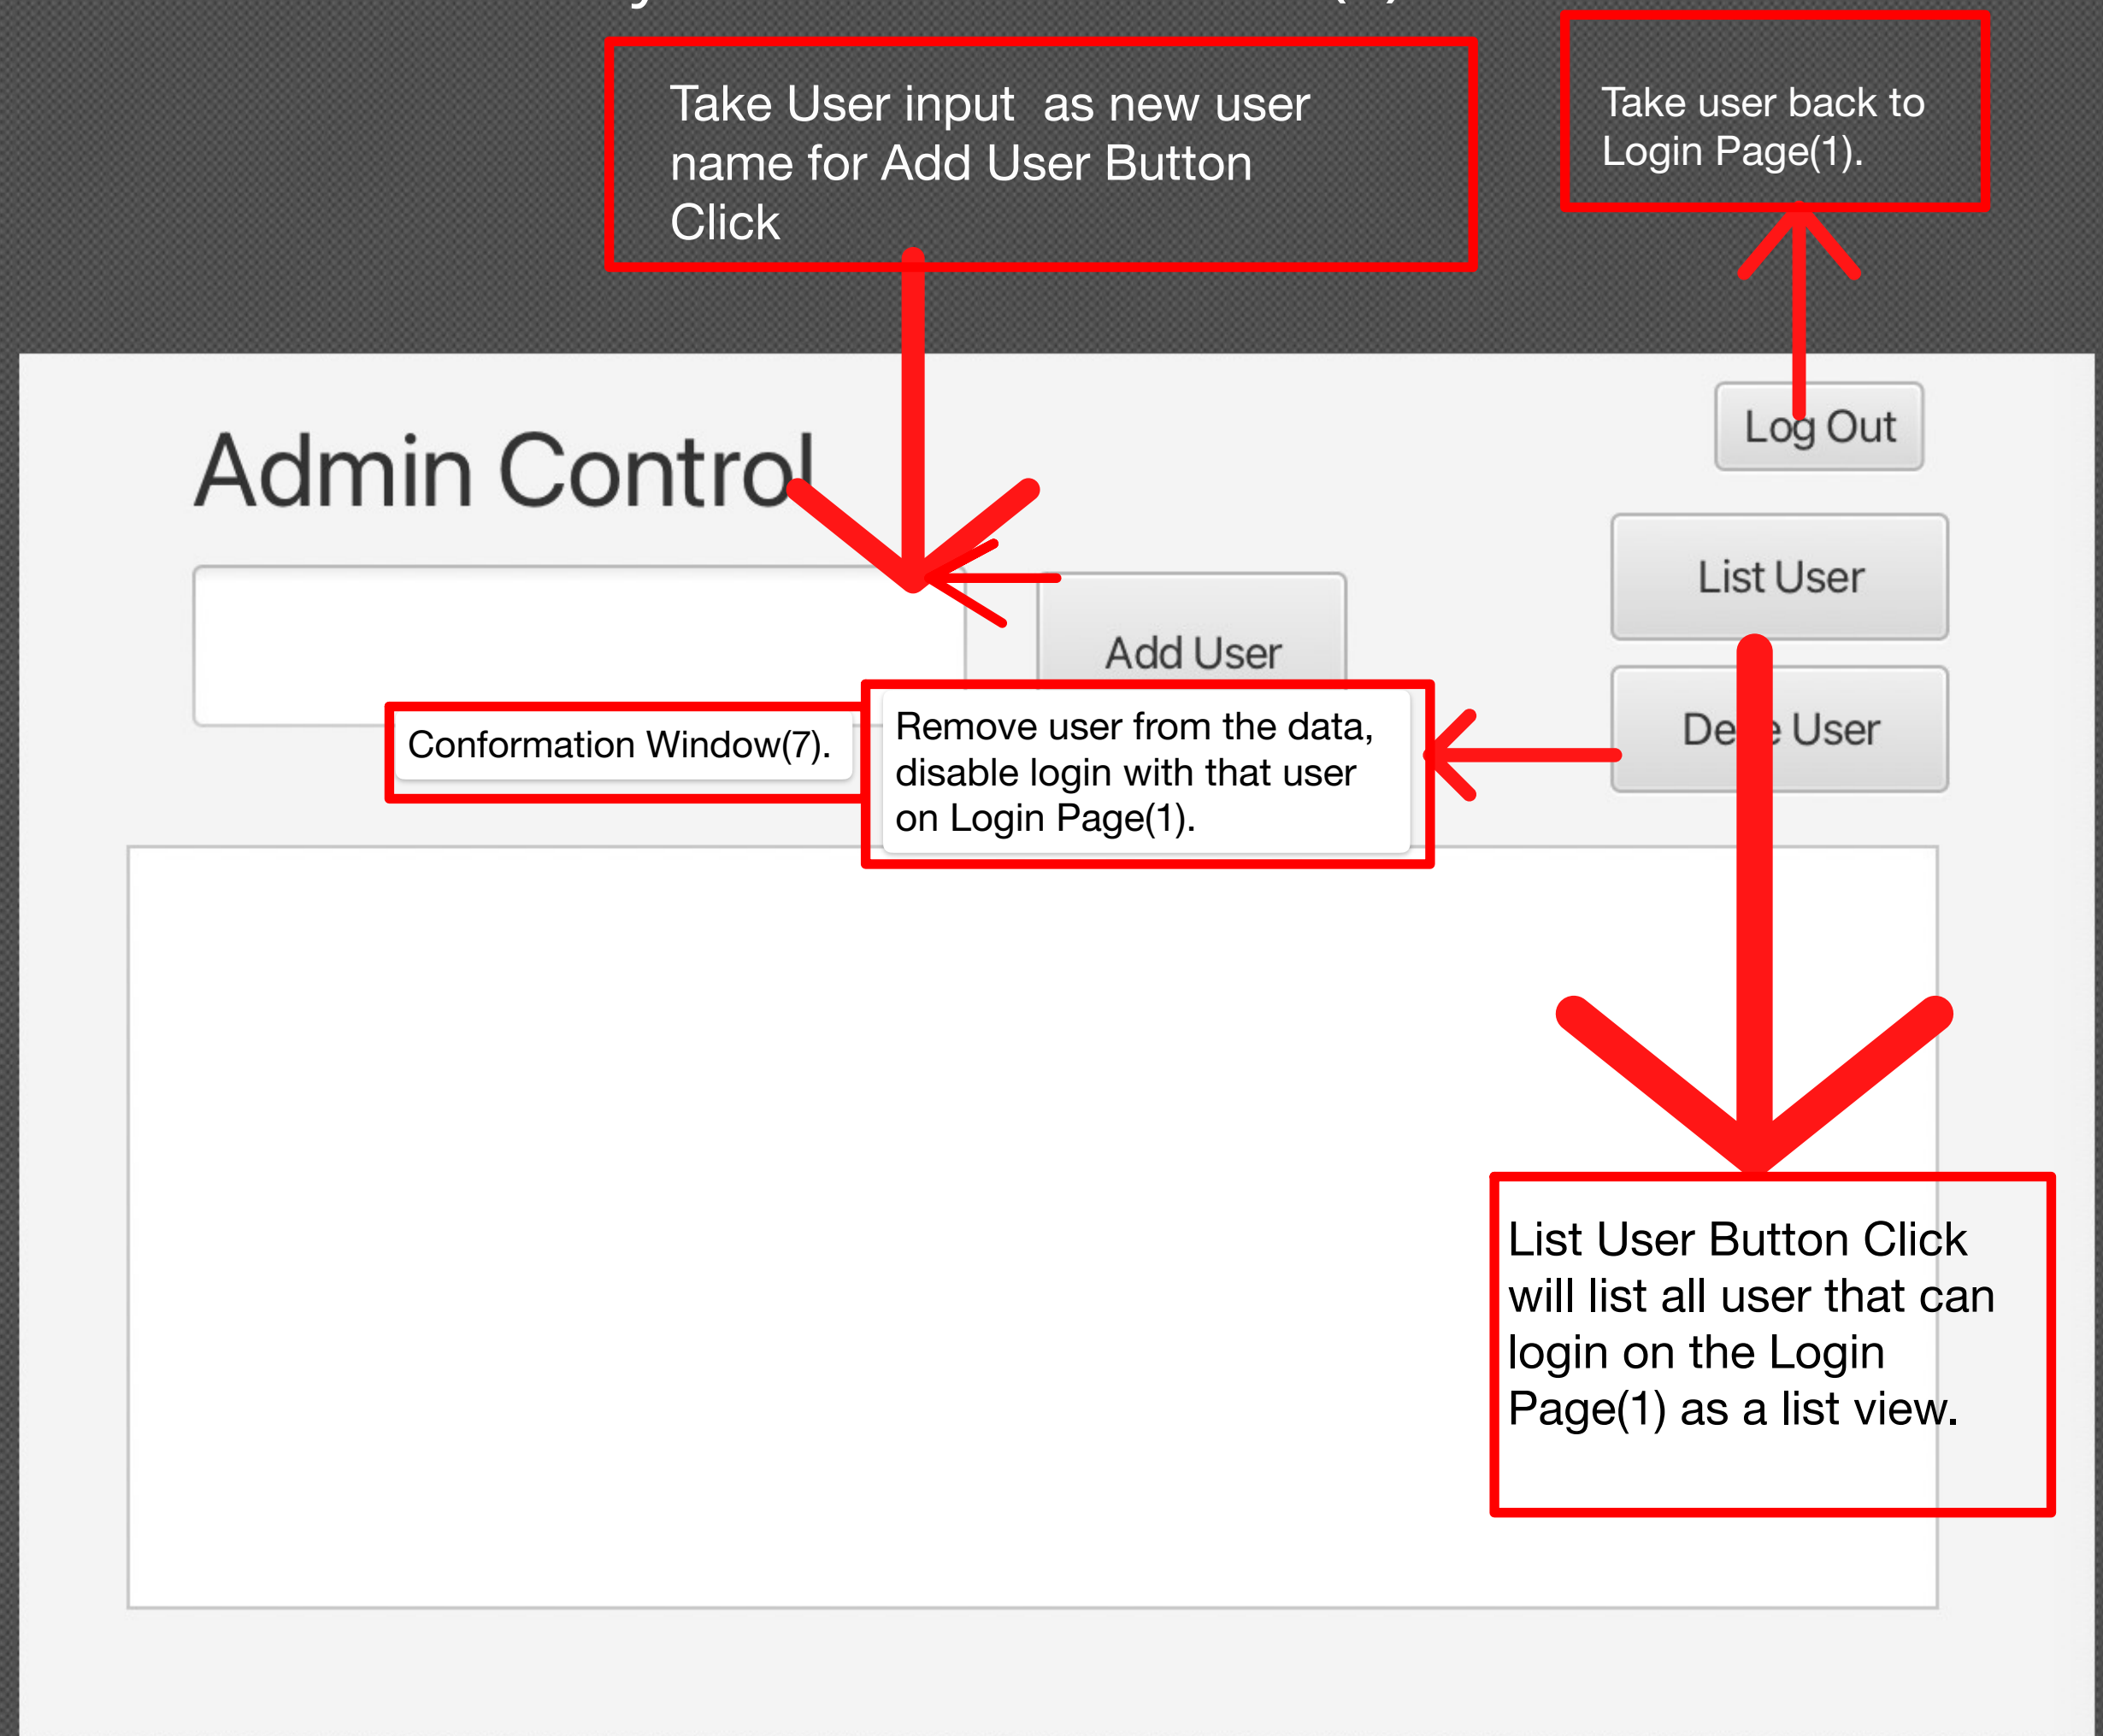 Take User input  as new user
name for Add User Button
Click
Take user back to
Login Page(1).
Log Out
Admin Control
List User
Add User
User
Conformation Window(7).
Remove user from the data,
disable login with that user
on Login Page(1).
List User Button Click
will list all user that can
login on the Login
Page(1) as a list view.